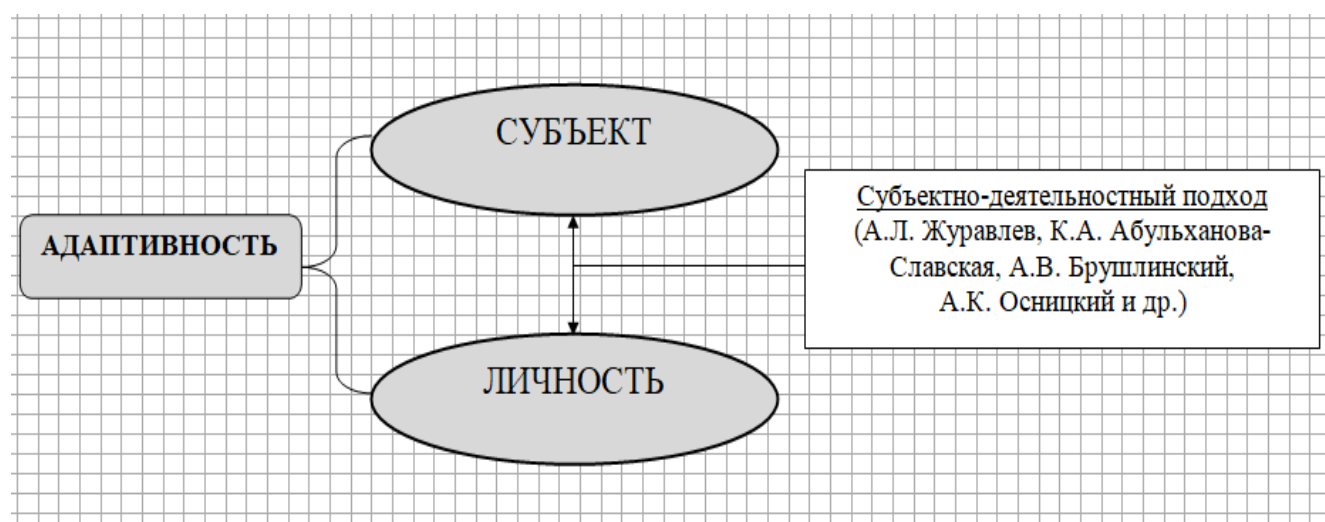 СУБЪЕКТ
АДАПТИВНОСТЬ
ЛИЧНОСТЬ
Субъектно-деятельностный подход
(А.Л. Журавлев, К.А. Абульханова-
Славская, А.В. Брушлинский,
А.К. Осницкий и др.)